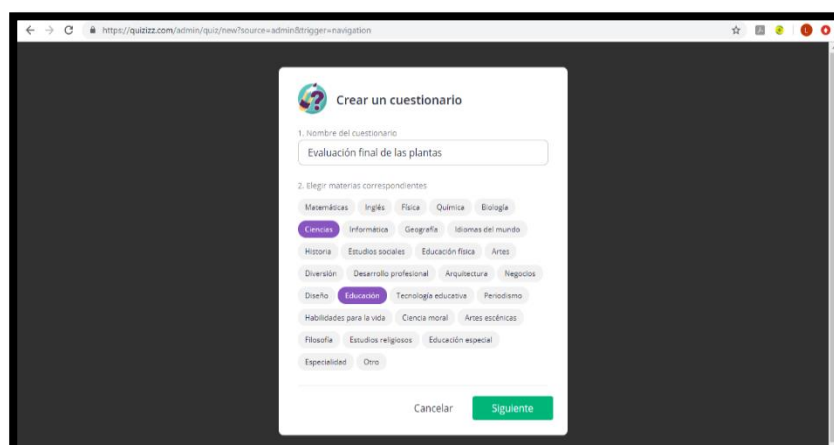 https://quizizz.com/admin/quiz/new?source=admin&trigger=navigation
Crear un cuestionario
1. Nombre del cuestionario
Evaluación final de las plantas
2. Elegir materias correspondientes
Matemáticas Inglés Física Química Biología
Ciencias Informática Geografía Idiomas del mundo
Historia Estudios sociales Educación física Artes
Diversión Desarrollo profesional Arquitectura Negocios
Diseño Educación Tecnología educativa Periodismo
Habilidades para la vida Ciencia moral Artes escénicas
Filosofía Estudios religiosos Educación especial
Especialidad Otro
Cancelar Siguiente